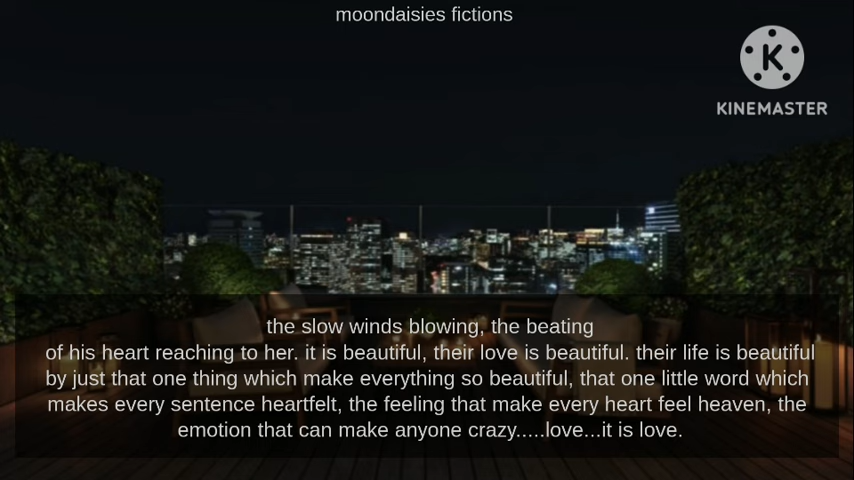 moondaisies fictions
KINEMASTER
the slow winds blowing, the beating
of his heart reaching to her. it is beautiful, their love is beautiful. their life is beautiful
by just that one thing which make everything so beautiful, that one little word which
makes every sentence heartfelt, the feeling that make every heart feel heaven, the
emotion that can make anyone crazy.....love...it is love.